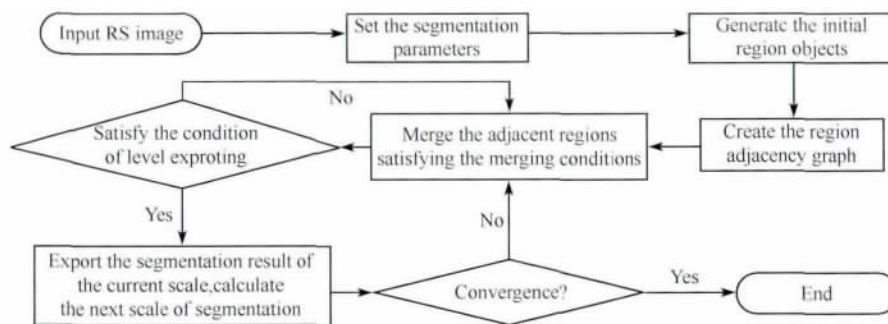 Input RS image
Set the segmentation
parameters
Generatc the initial
region objects
No
Satisfy the condition
of level exproting
Merge the adjacent regions
satisfying the merging conditions
Create the region
adjacency graph
Yes
No
Export the segmentation result of
the current scale,calculate
the next scale of segmentation
Convergence?
Yes
End